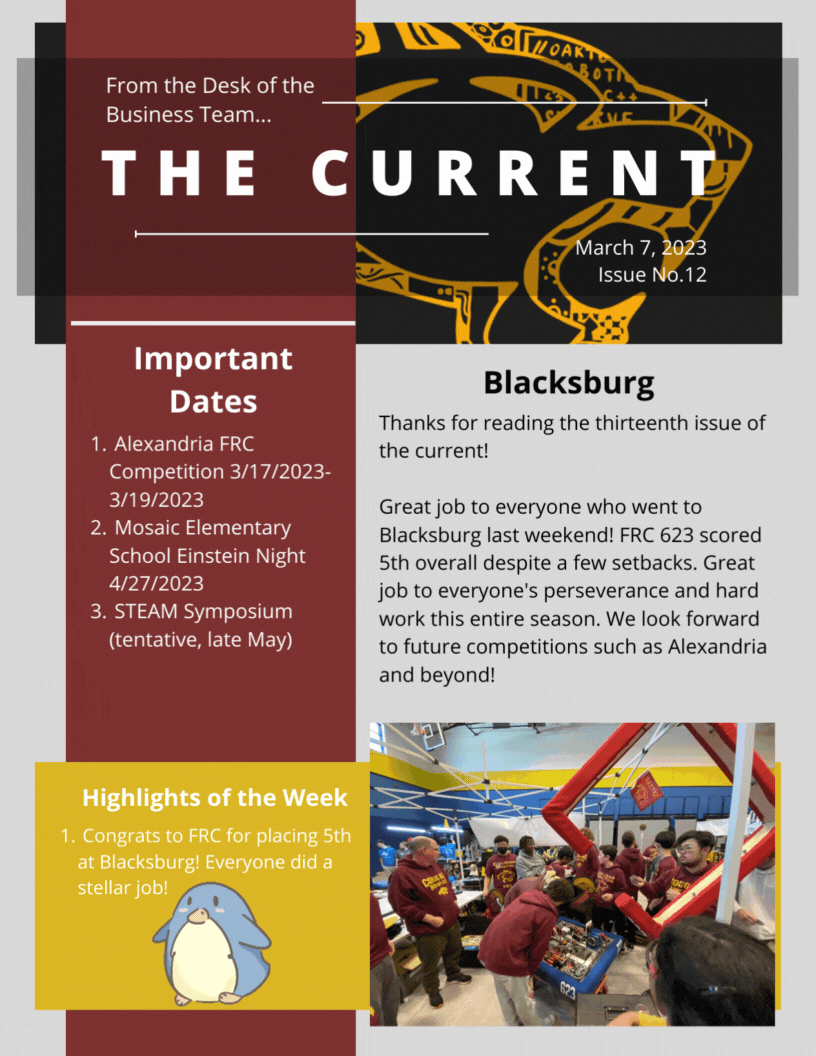 From the Desk of the
Business Team...
THE CURRENT
March 7, 2023
Issue No.12
OAKTO
ROBOTI
C++
Important
Dates
1. Alexandria FRC
Competition 3/17/2023-
3/19/2023
2. Mosaic Elementary
School Einstein Night
4/27/2023
3. STEAM Symposium
(tentative, late May)
Blacksburg
Thanks for reading the thirteenth issue of
the current!
Great job to everyone who went to
Blacksburg last weekend! FRC 623 scored
5th overall despite a few setbacks. Great
job to everyone's perseverance and hard
work this entire season. We look forward
to future competitions such as Alexandria
and beyond!
Highlights of the Week
1. Congrats to FRC for placing 5th
at Blacksburg! Everyone did a
stellar job!
623